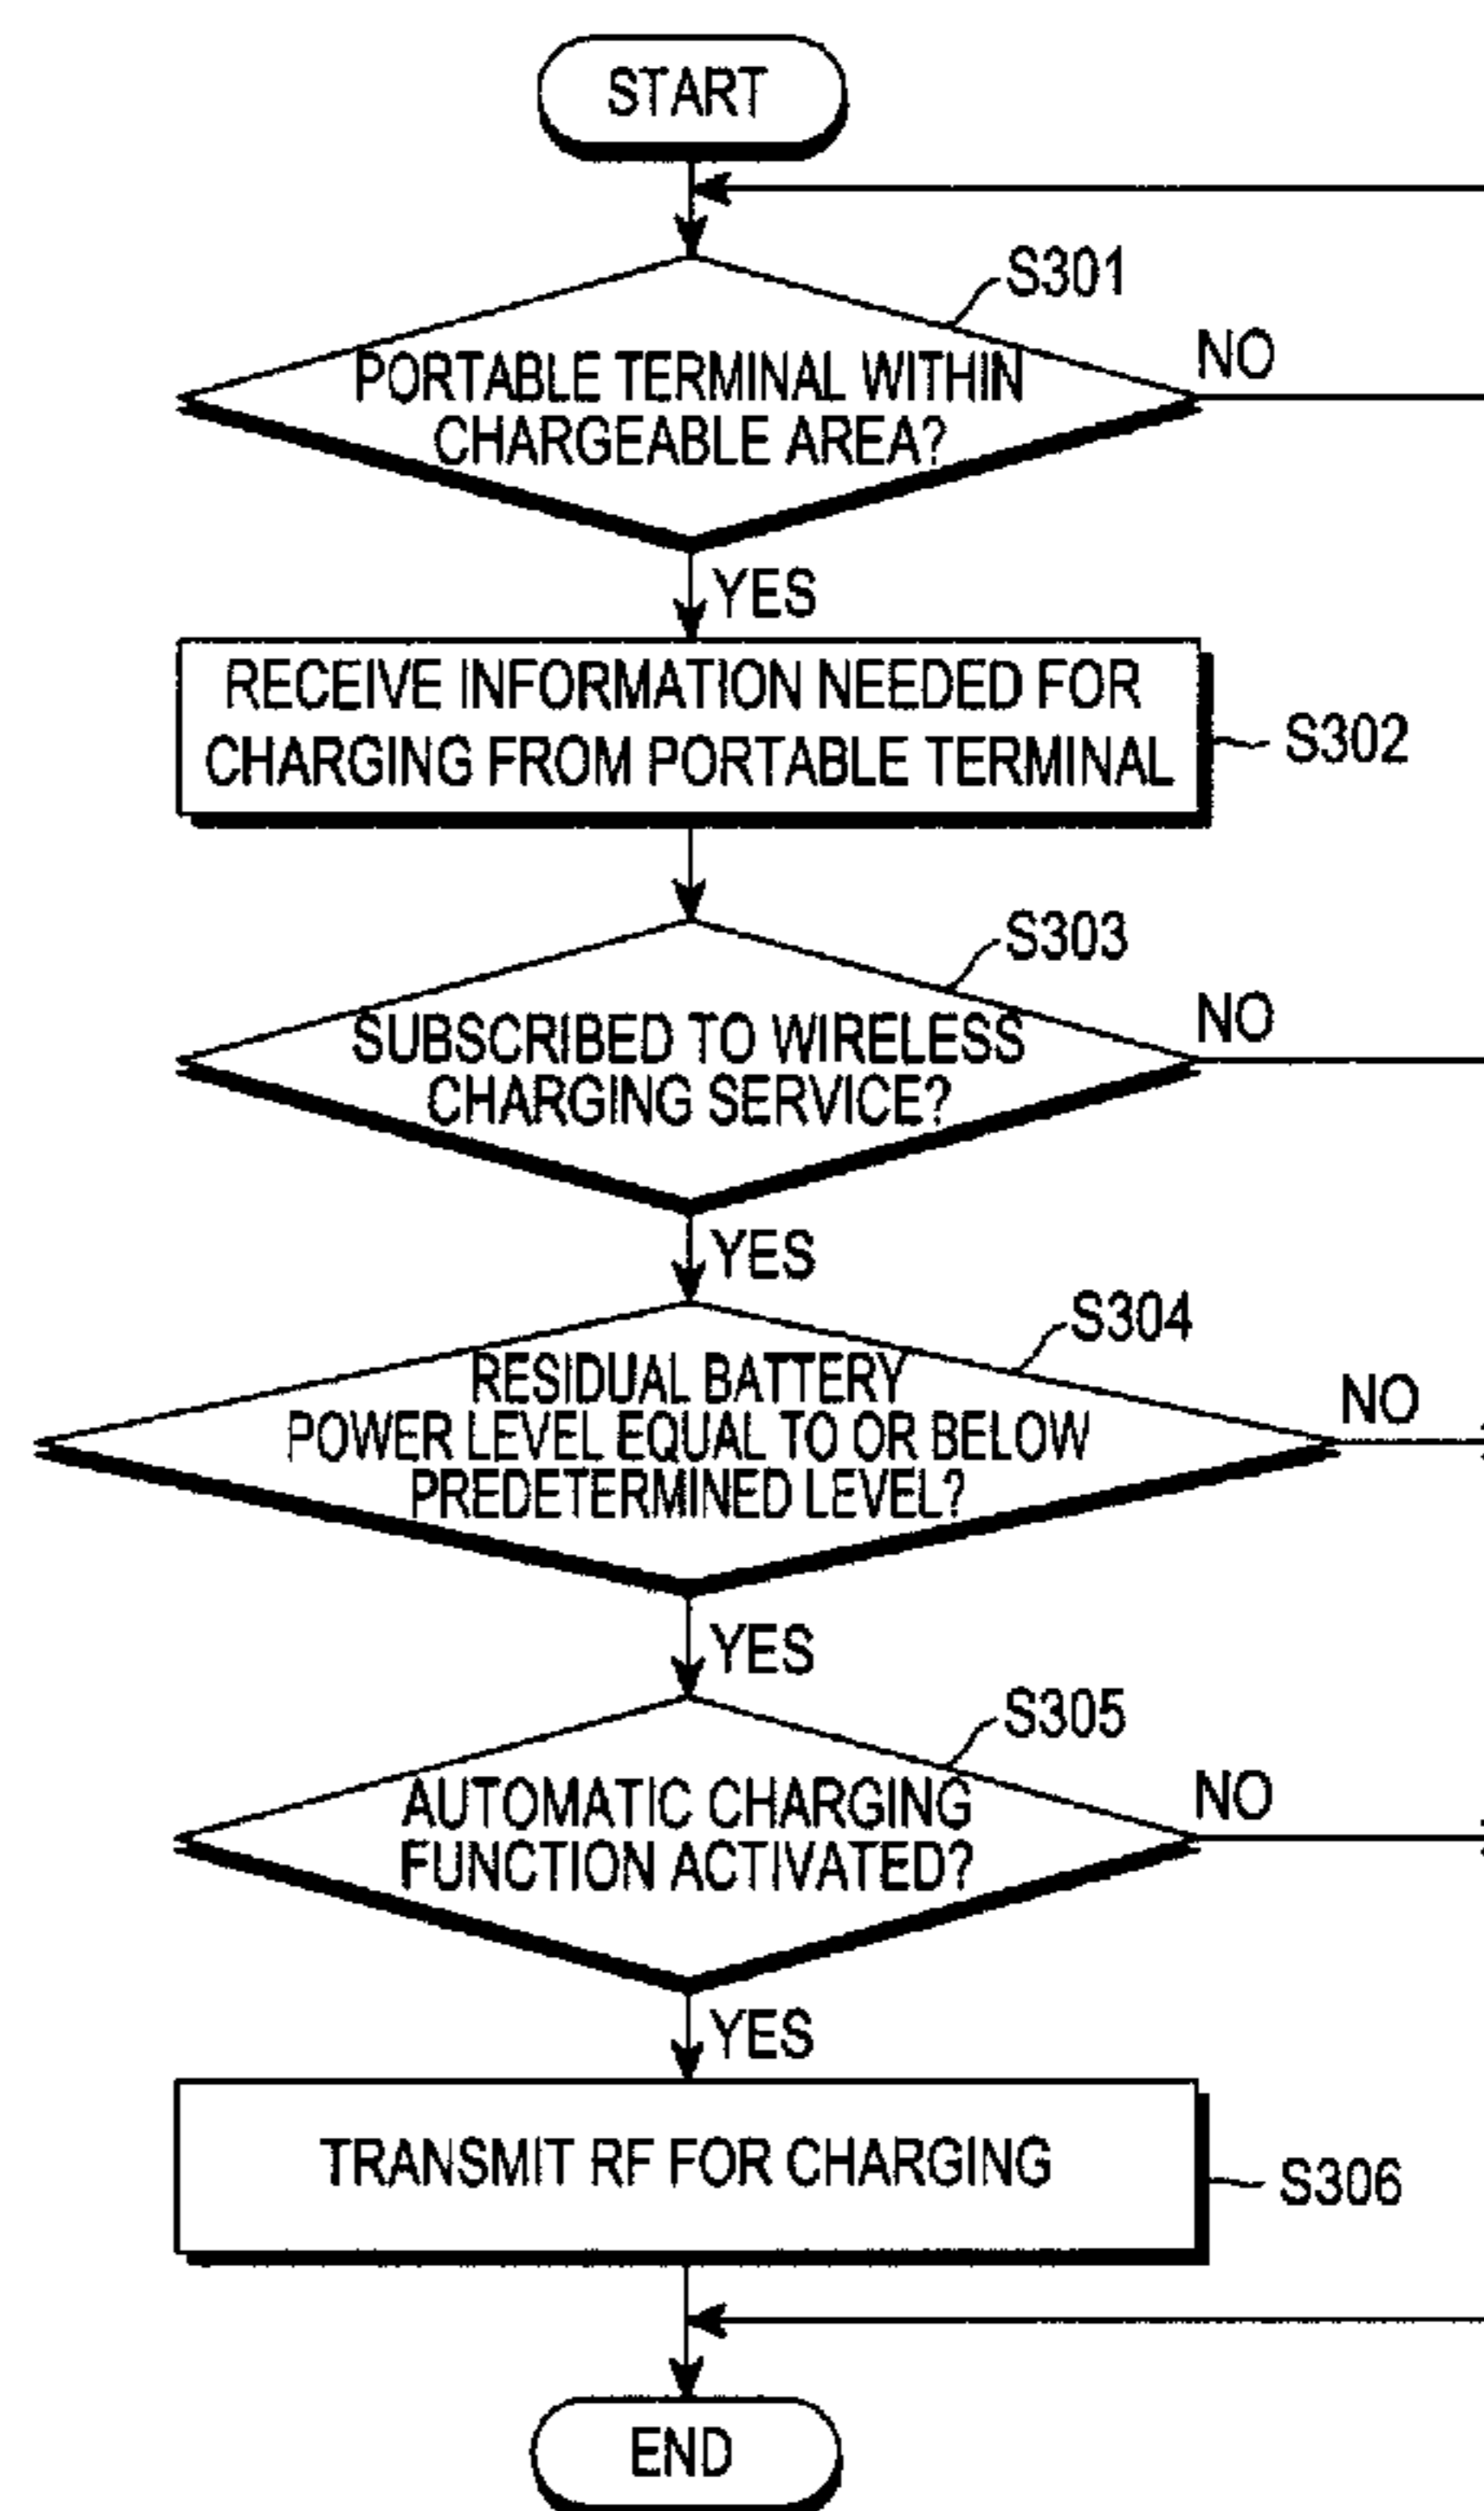 START
S301
PORTABLE TERMINAL WITHIN
CHARGEABLE AREA?
NO
YES
RECEIVE INFORMATION NEEDED FOR
CHARGING FROM PORTABLE TERMINAL
S302
S303
SUBSCRIBED TO WIRELESS
CHARGING SERVICE?
NO
YES
S304
RESIDUAL BATTERY
POWER LEVEL EQUAL TO OR BELOW
PREDETERMINED LEVEL?
NO
YES
S305
AUTOMATIC CHARGING
FUNCTION ACTIVATED?
NO
YES
TRANSMIT RF FOR CHARGING
S306
END